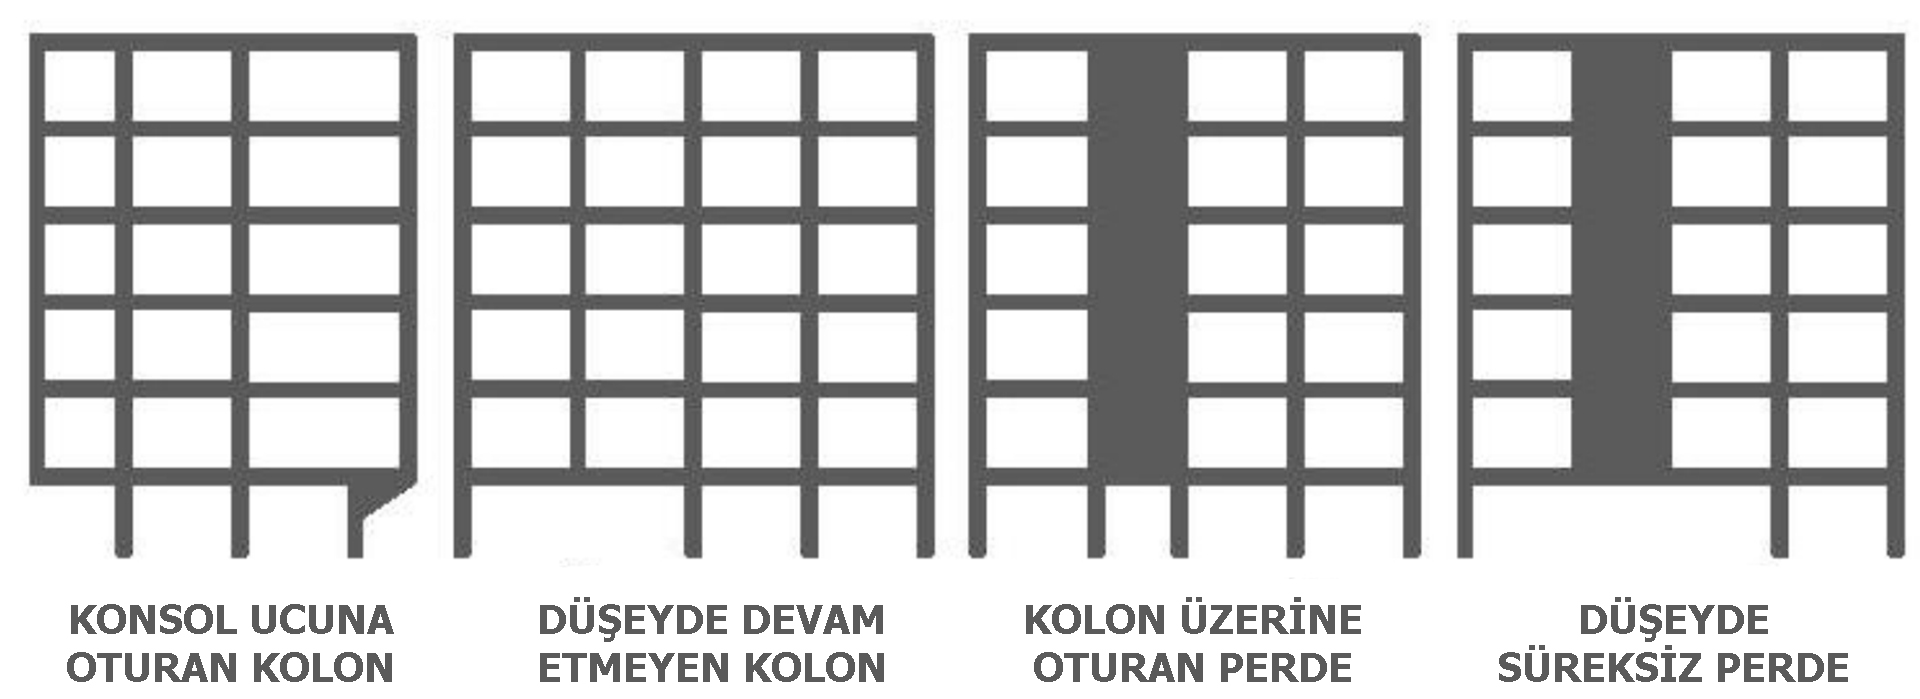 KONSOL UCUNA
OTURAN KOLON
DÜŞEYDE DEVAM
ETMEYEN KOLON
KOLON ÜZERİNE
OTURAN PERDE
DÜŞEYDE
SÜREKSİZ PERDE